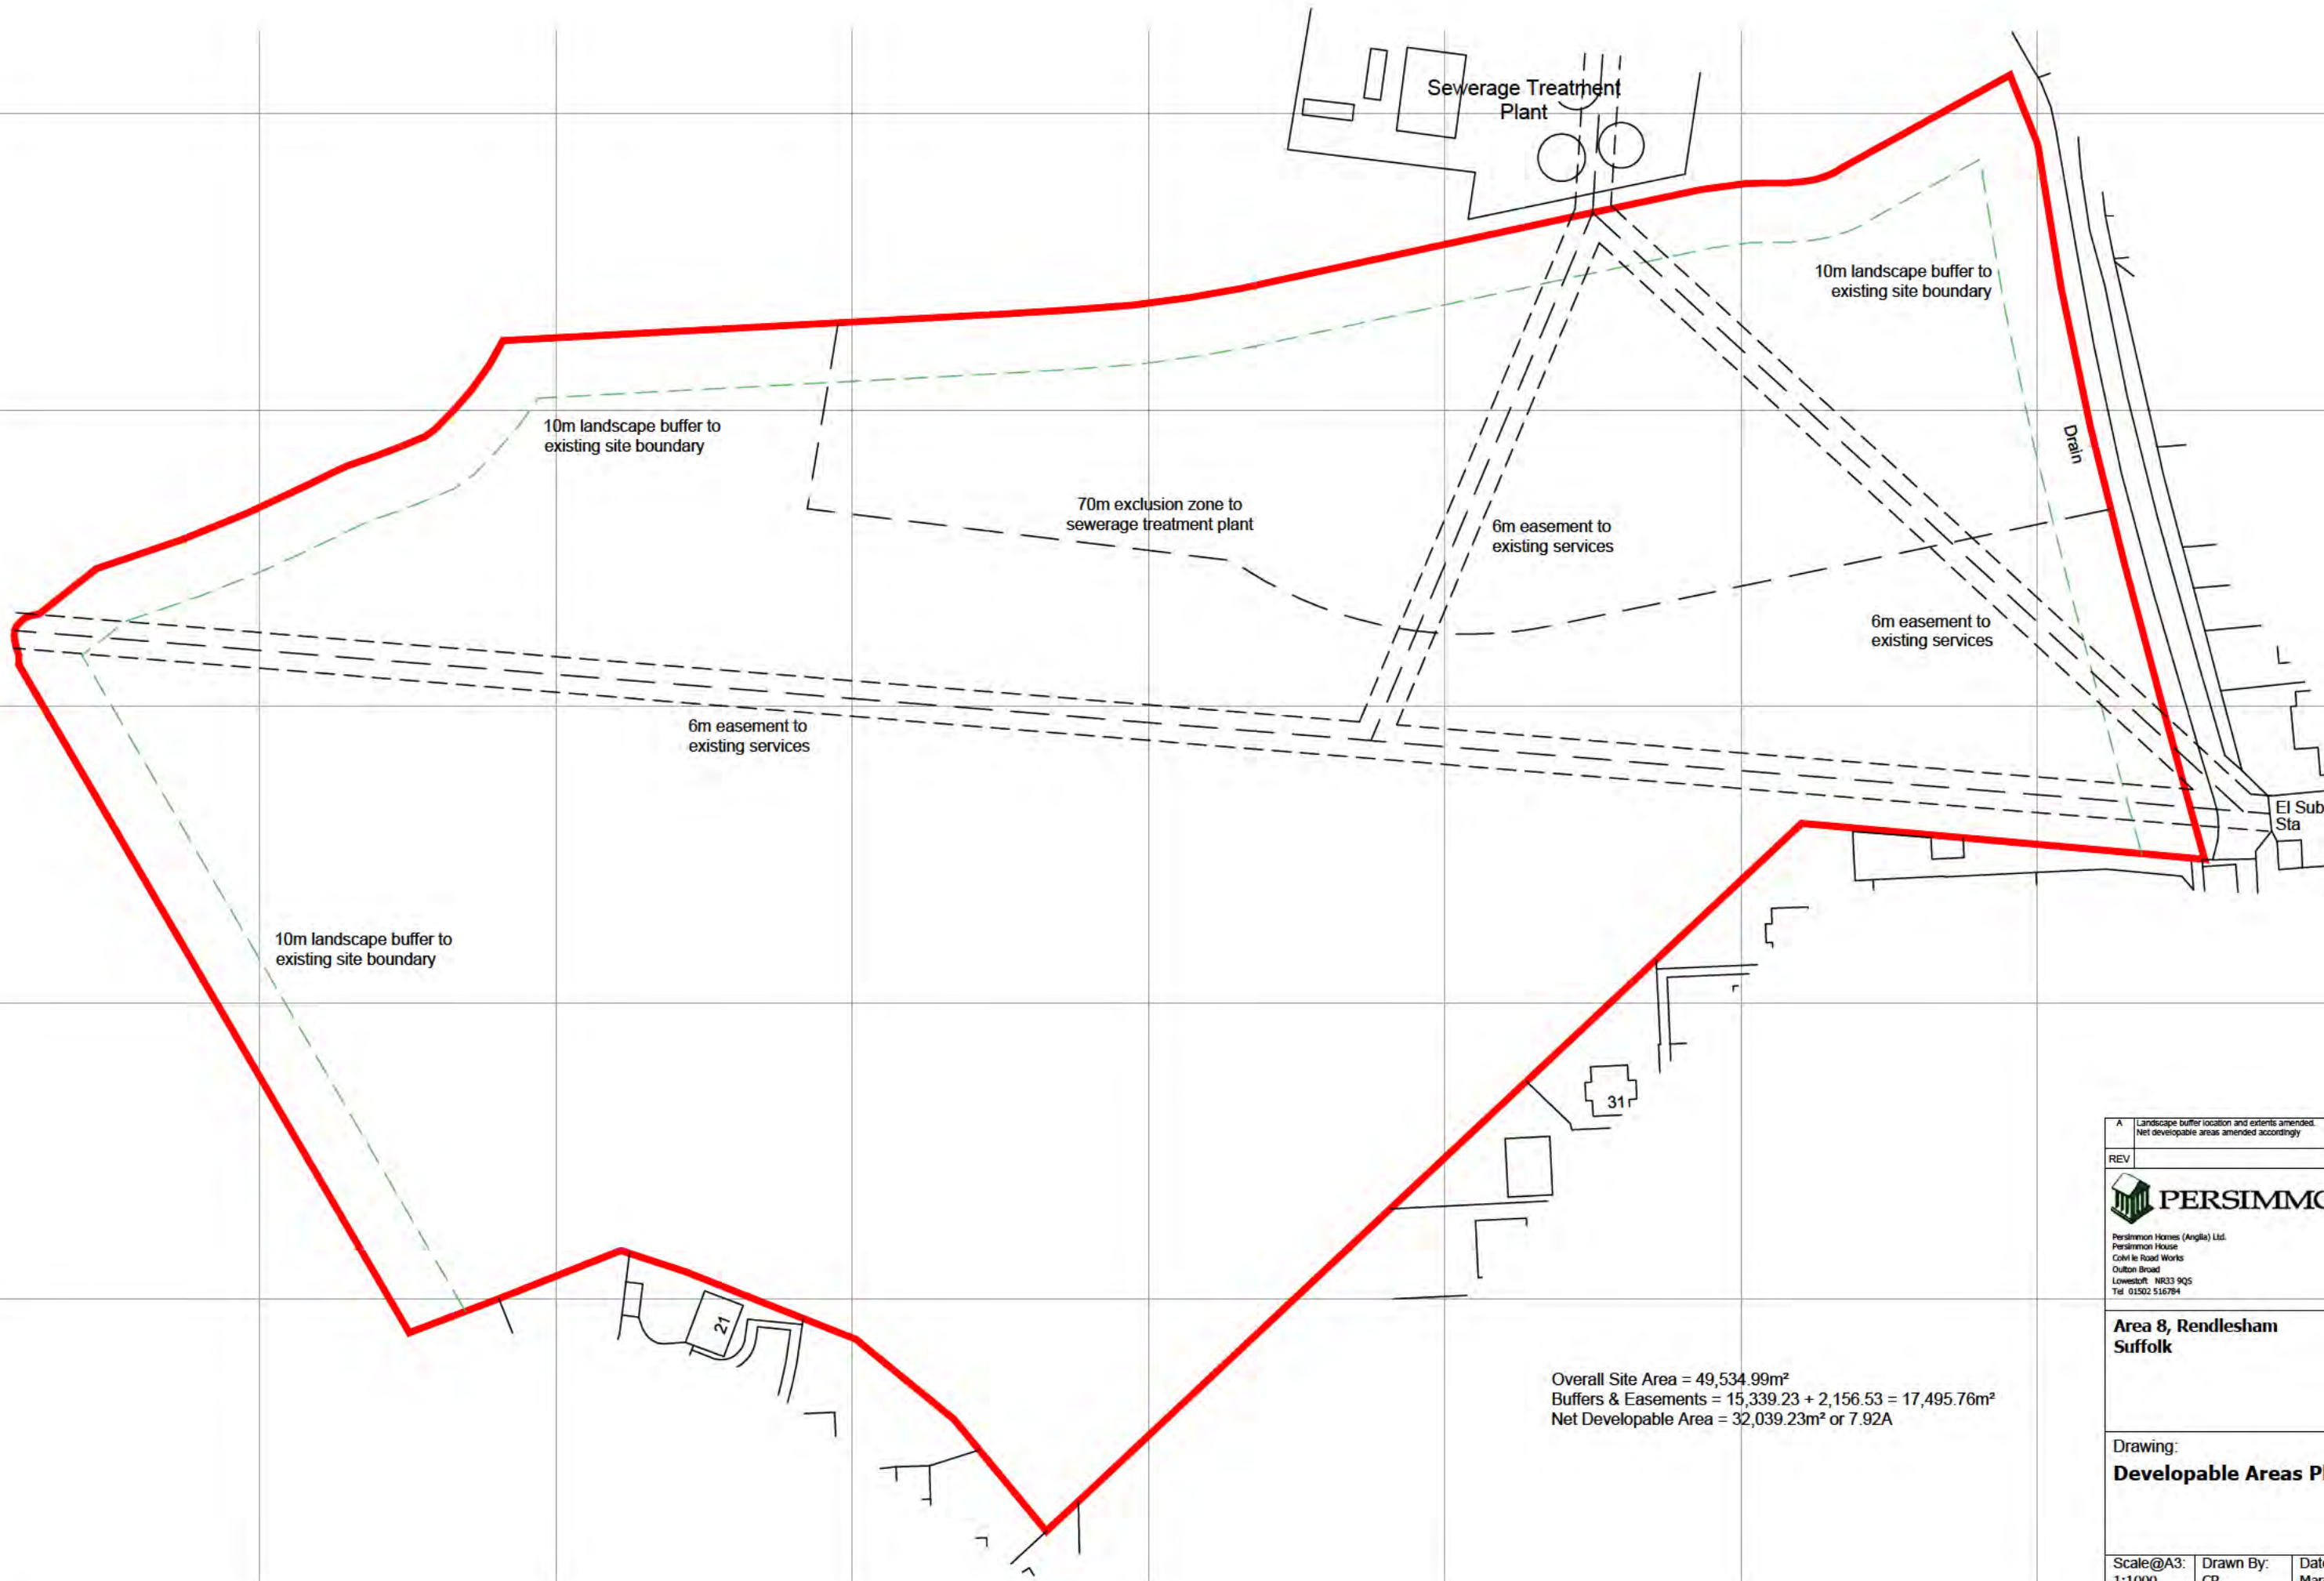 Sewerage Treatment
Plant
10m landscape buffer to
existing site boundary
10m landscape buffer to
existing site boundary
Drain
70m exclusion zone to
sewerage treatment plant
6m easement to
existing services
6m easement to
existing services
6m easement to
existing services
El Sub
Sta
10m landscape buffer to
existing site boundary
31
21
Overall Site Area = 49,534.99m²
Buffers & Easements = 15,339.23 + 2,156.53 = 17,495.76m²
Net Developable Area = 32,039.23m² or 7.92A
A Landscape buffer location and extents amended.
Net developable areas amended accordingly
REV
PERSIMMO
Persimmon Homes (Anglia) Ltd.
Persimmon House
Colvi le Road Works
Oulton Broad
Lowestoft NR33 9QS
Tel 01502 516784
Area 8, Rendlesham
Suffolk
Drawing:
Developable Areas Pl
Scale@A3: Drawn By: Date
1:1000 CP Mar